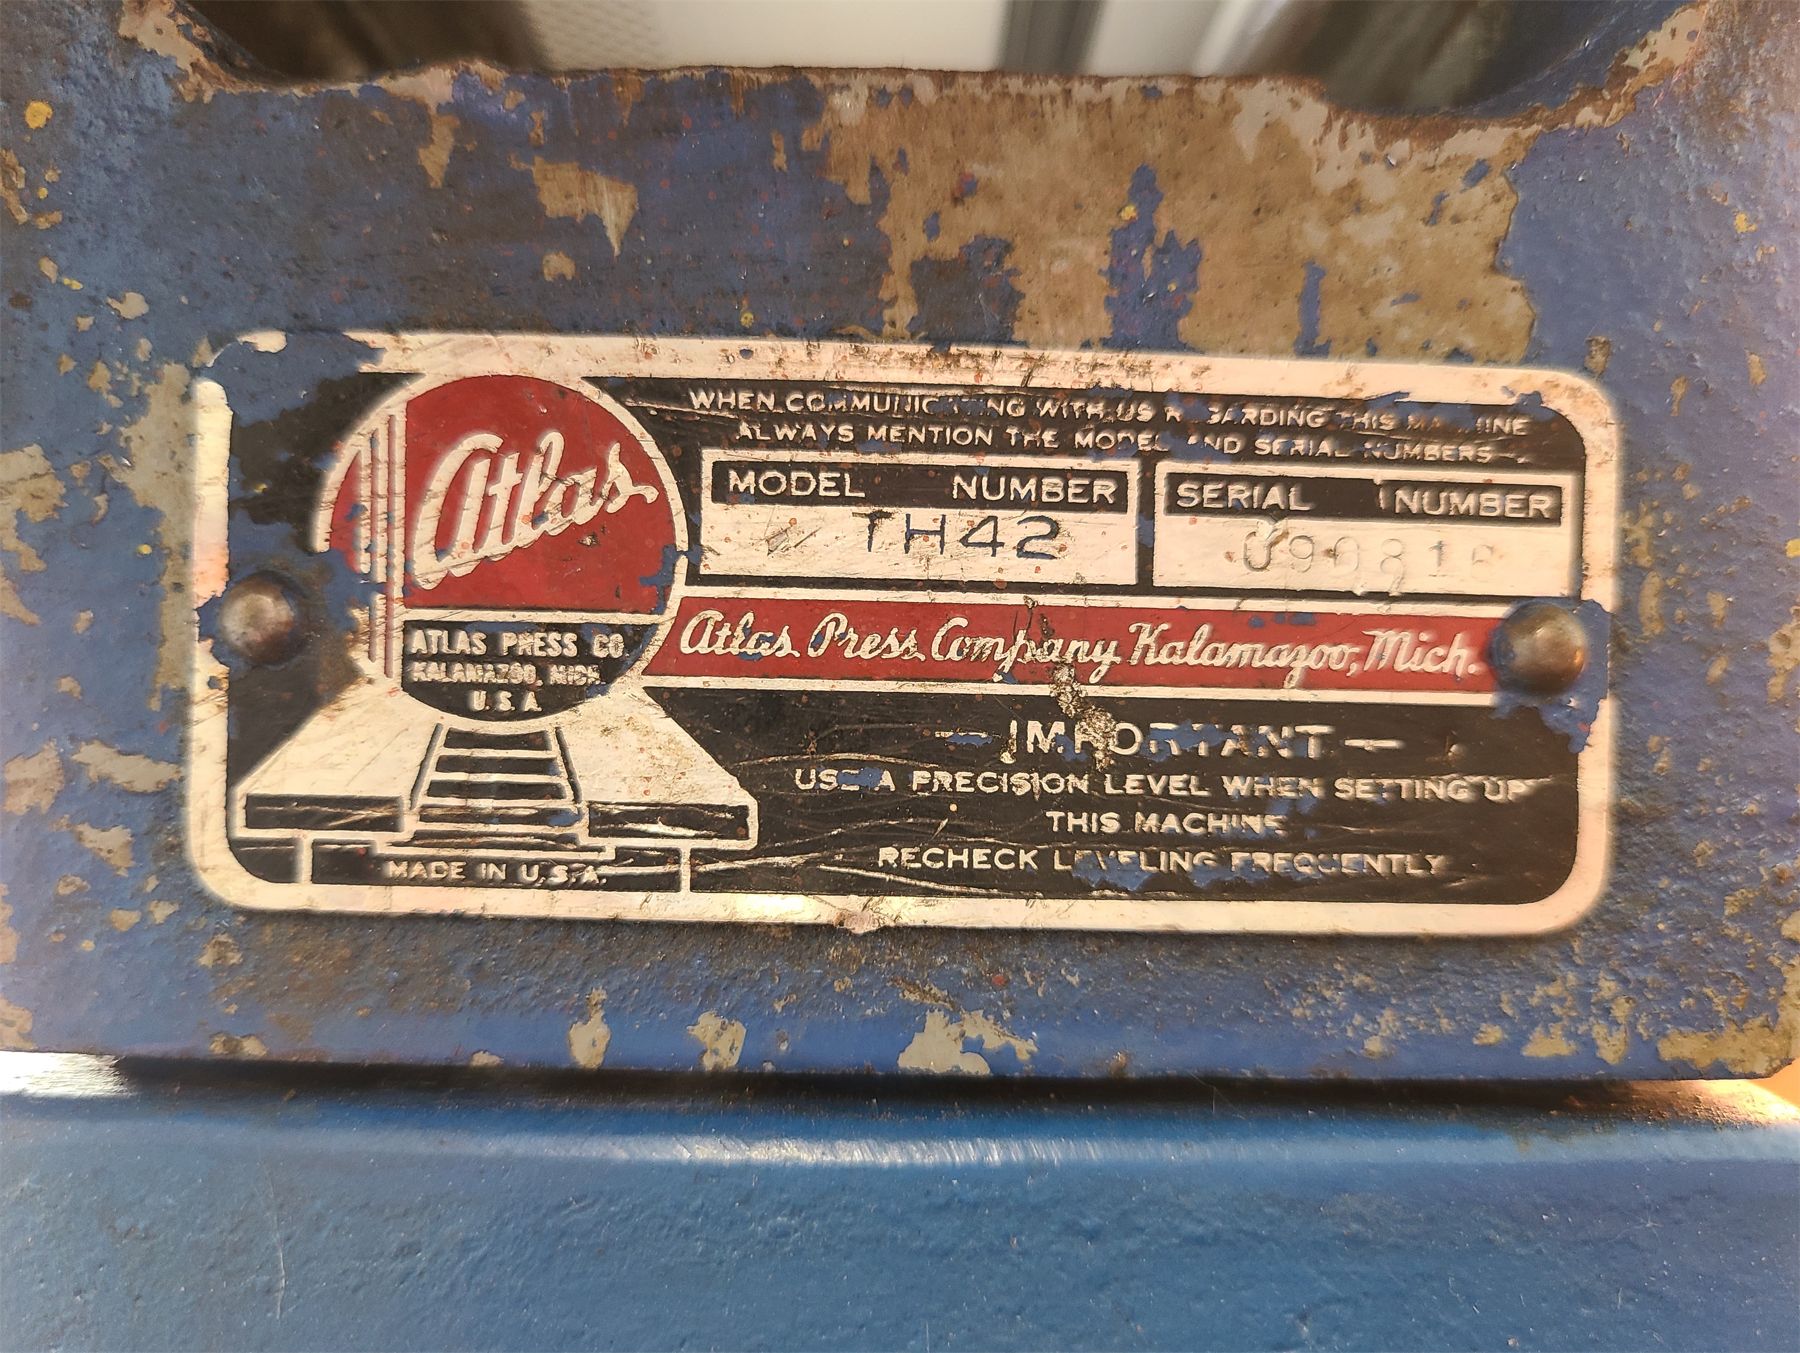 Atlas
ATLAS PRESS CO.
KALAMAZOO, MICH.
U.S.A.
MADE IN U.S.A.
WHEN COMMUNICATING WITH US REGARDING THIS MACHINE
ALWAYS MENTION THE MODEL AND SERIAL NUMBERS
MODEL NUMBER
TH42
SERIAL NUMBER
Atlas Press Company Kalamazoo, Mich.
— IMPORTANT —
USE A PRECISION LEVEL WHEN SETTING UP
THIS MACHINE
RECHECK LEVELING FREQUENTLY